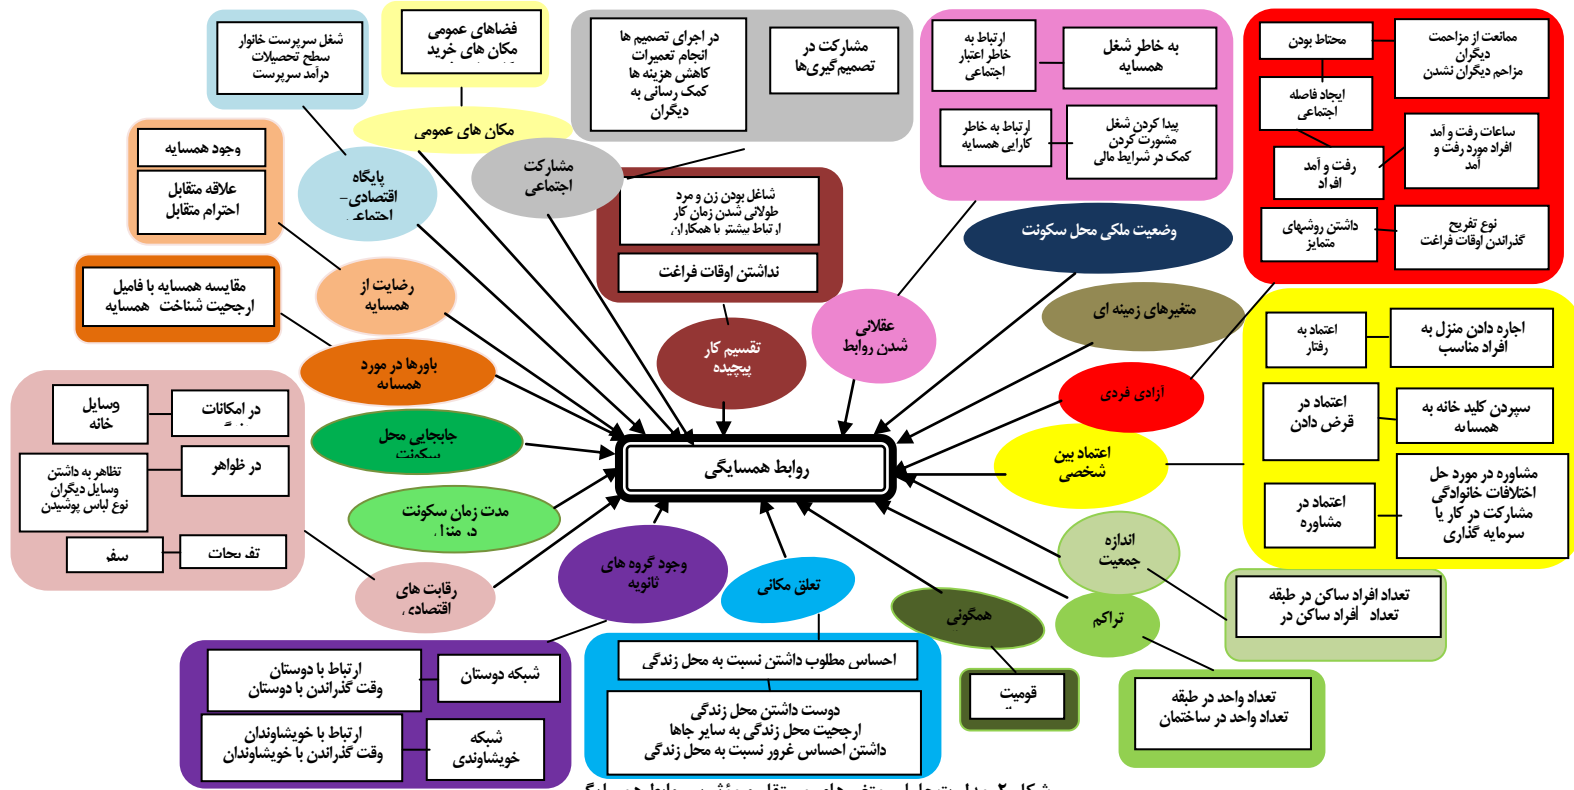 ممانعت از مزاحمت
دیگران
مزاحم دیگران نشدن
محتاط بودن
ایجاد فاصله
اجتماعی
ساعات رفت و آمد
افراد مورد رفت و
آمد
رفت و آمد
افراد
نوع تفریح
گذراندن اوقات فراغت
داشتن روشهای
متمایز
به خاطر شغل
همسایه
ارتباط به
خاطر اعتبار
اجتماعی
پیدا کردن شغل
مشورت کردن
کمک در شرایط مالی
ارتباط به خاطر
کارایی همسایه
مشارکت در
تصمیم‌گیری‌ها
در اجرای تصمیم ها
انجام تعمیرات
کاهش هزینه ها
کمک رسانی به
دیگران
فضاهای عمومی
مکان های خرید
شغل سرپرست خانوار
سطح تحصیلات
درآمد سرپرست
مکان های عمومی
مشارکت
اجتماعی
پایگاه
اقتصادی-
اجتماعی
وجود همسایه
علاقه متقابل
احترام متقابل
شاغل بودن زن و مرد
طولانی شدن زمان کار
ارتباط بیشتر با همکاران
نداشتن اوقات فراغت
وضعیت ملکی محل سکونت
متغیرهای زمینه ای
عقلانی
شدن روابط
تقسیم کار
پیچیده
رضایت از
همسایه
مقایسه همسایه با فامیل
ارجحیت شناخت همسایه
باورها در مورد
همسایه
آزادی فردی
اعتماد بین
شخصی
اجاره دادن منزل به
افراد مناسب
اعتماد به
رفتار
سپردن کلید خانه به
همسایه
اعتماد در
قرض دادن
مشاوره در مورد حل
اختلافات خانوادگی
مشارکت در کار یا
سرمایه گذاری
اعتماد در
مشاوره
روابط همسایگی
جابجایی محل
سکونت
مدت زمان سکونت
در منزل
رقابت های
اقتصادی
در امکانات
وسایل
خانه
در ظواهر
تظاهر به داشتن
وسایل دیگران
نوع لباس پوشیدن
تفریحات
سفر
وجود گروه های
ثانویه
تعلق مکانی
همگونی
اندازه
جمعیت
تراکم
تعداد افراد ساکن در طبقه
تعداد افراد ساکن در
تعداد واحد در طبقه
تعداد واحد در ساختمان
قومیت
احساس مطلوب داشتن نسبت به محل زندگی
دوست داشتن محل زندگی
ارجحیت محل زندگی به سایر جاها
داشتن احساس غرور نسبت به محل زندگی
شبکه دوستان
ارتباط با دوستان
وقت گذراندن با دوستان
شبکه
خویشاوندی
ارتباط با خویشاوندان
وقت گذراندن با خویشاوندان